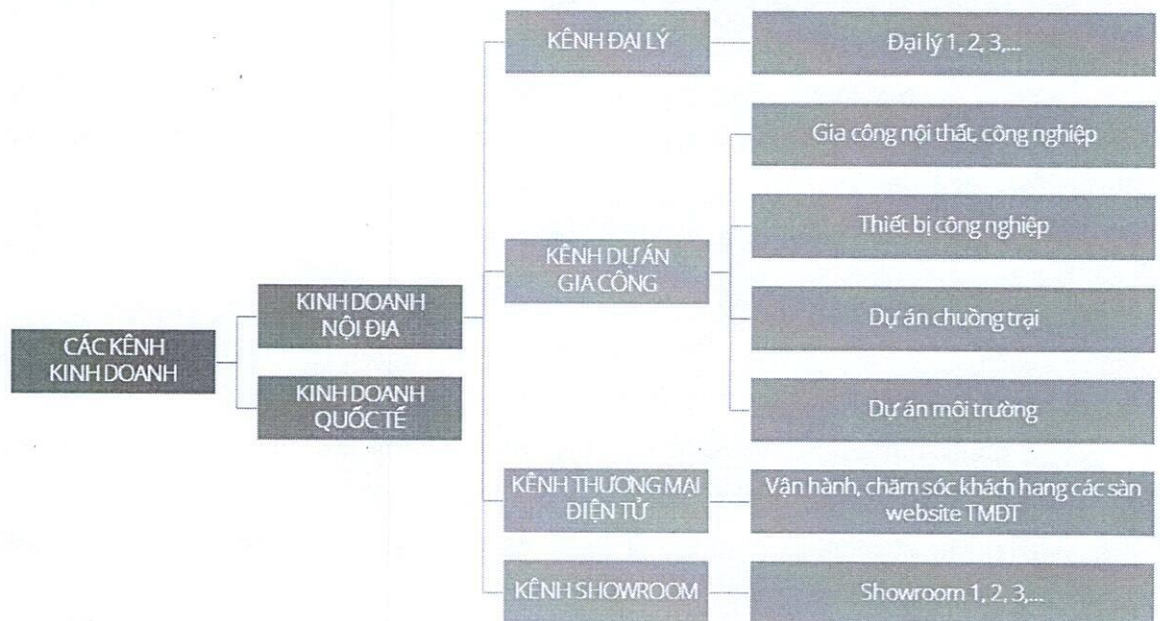 CÁC KÊNH
KINH DOANH
KINH DOANH
NỘI ĐỊA
KINH DOANH
QUỐC TẾ
KÊNH ĐẠI LÝ
Đại lý 1, 2, 3,...
KÊNH DỰ ÁN
GIA CÔNG
Gia công nội thất, công nghiệp
Thiết bị công nghiệp
Dự án chuồng trại
Dự án môi trường
KÊNH THƯƠNG MẠI
ĐIỆN TỬ
Vận hành, chăm sóc khách hang các sàn
website TMĐT
KÊNH SHOWROOM
Showroom 1, 2, 3,...